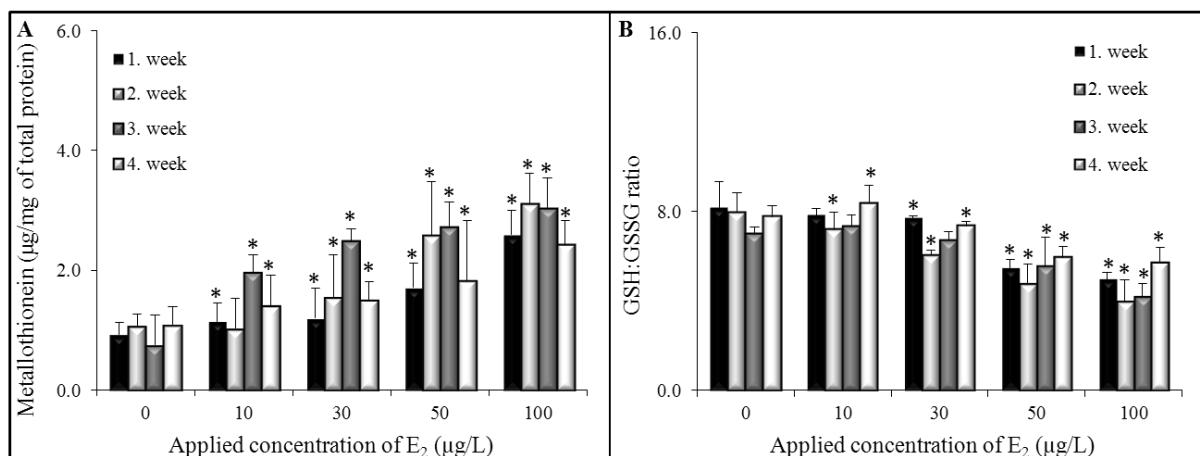 A
Metallothionein (µg/mg of total protein)
6.0
4.0
2.0
0.0
1. week
2. week
3. week
4. week
* * *
* * * *
* * * *
* * * *
0 10 30 50 100
Applied concentration of E₂ (µg/L)
B
GSH:GSSG ratio
16.0
8.0
0.0
1. week
2. week
3. week
4. week
* *
* * *
* * * *
* * * *
0 10 30 50 100
Applied concentration of E₂ (µg/L)